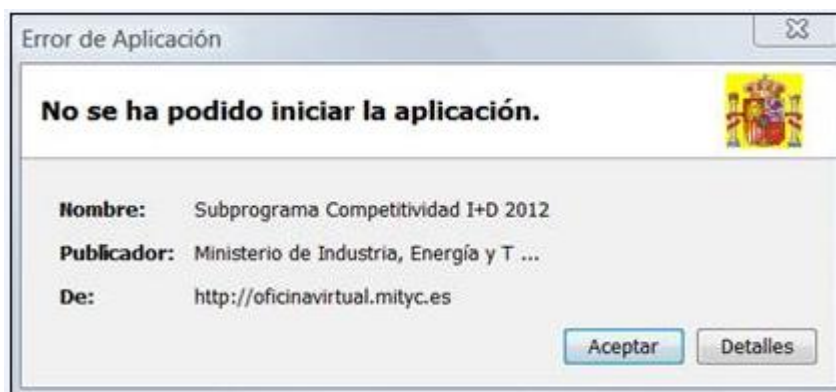 Error de Aplicación
No se ha podido iniciar la aplicación.
Nombre: Subprograma Competitividad I+D 2012
Publicador: Ministerio de Industria, Energía y T ...
De: http://oficinavirtual.mityc.es
Aceptar Detalles